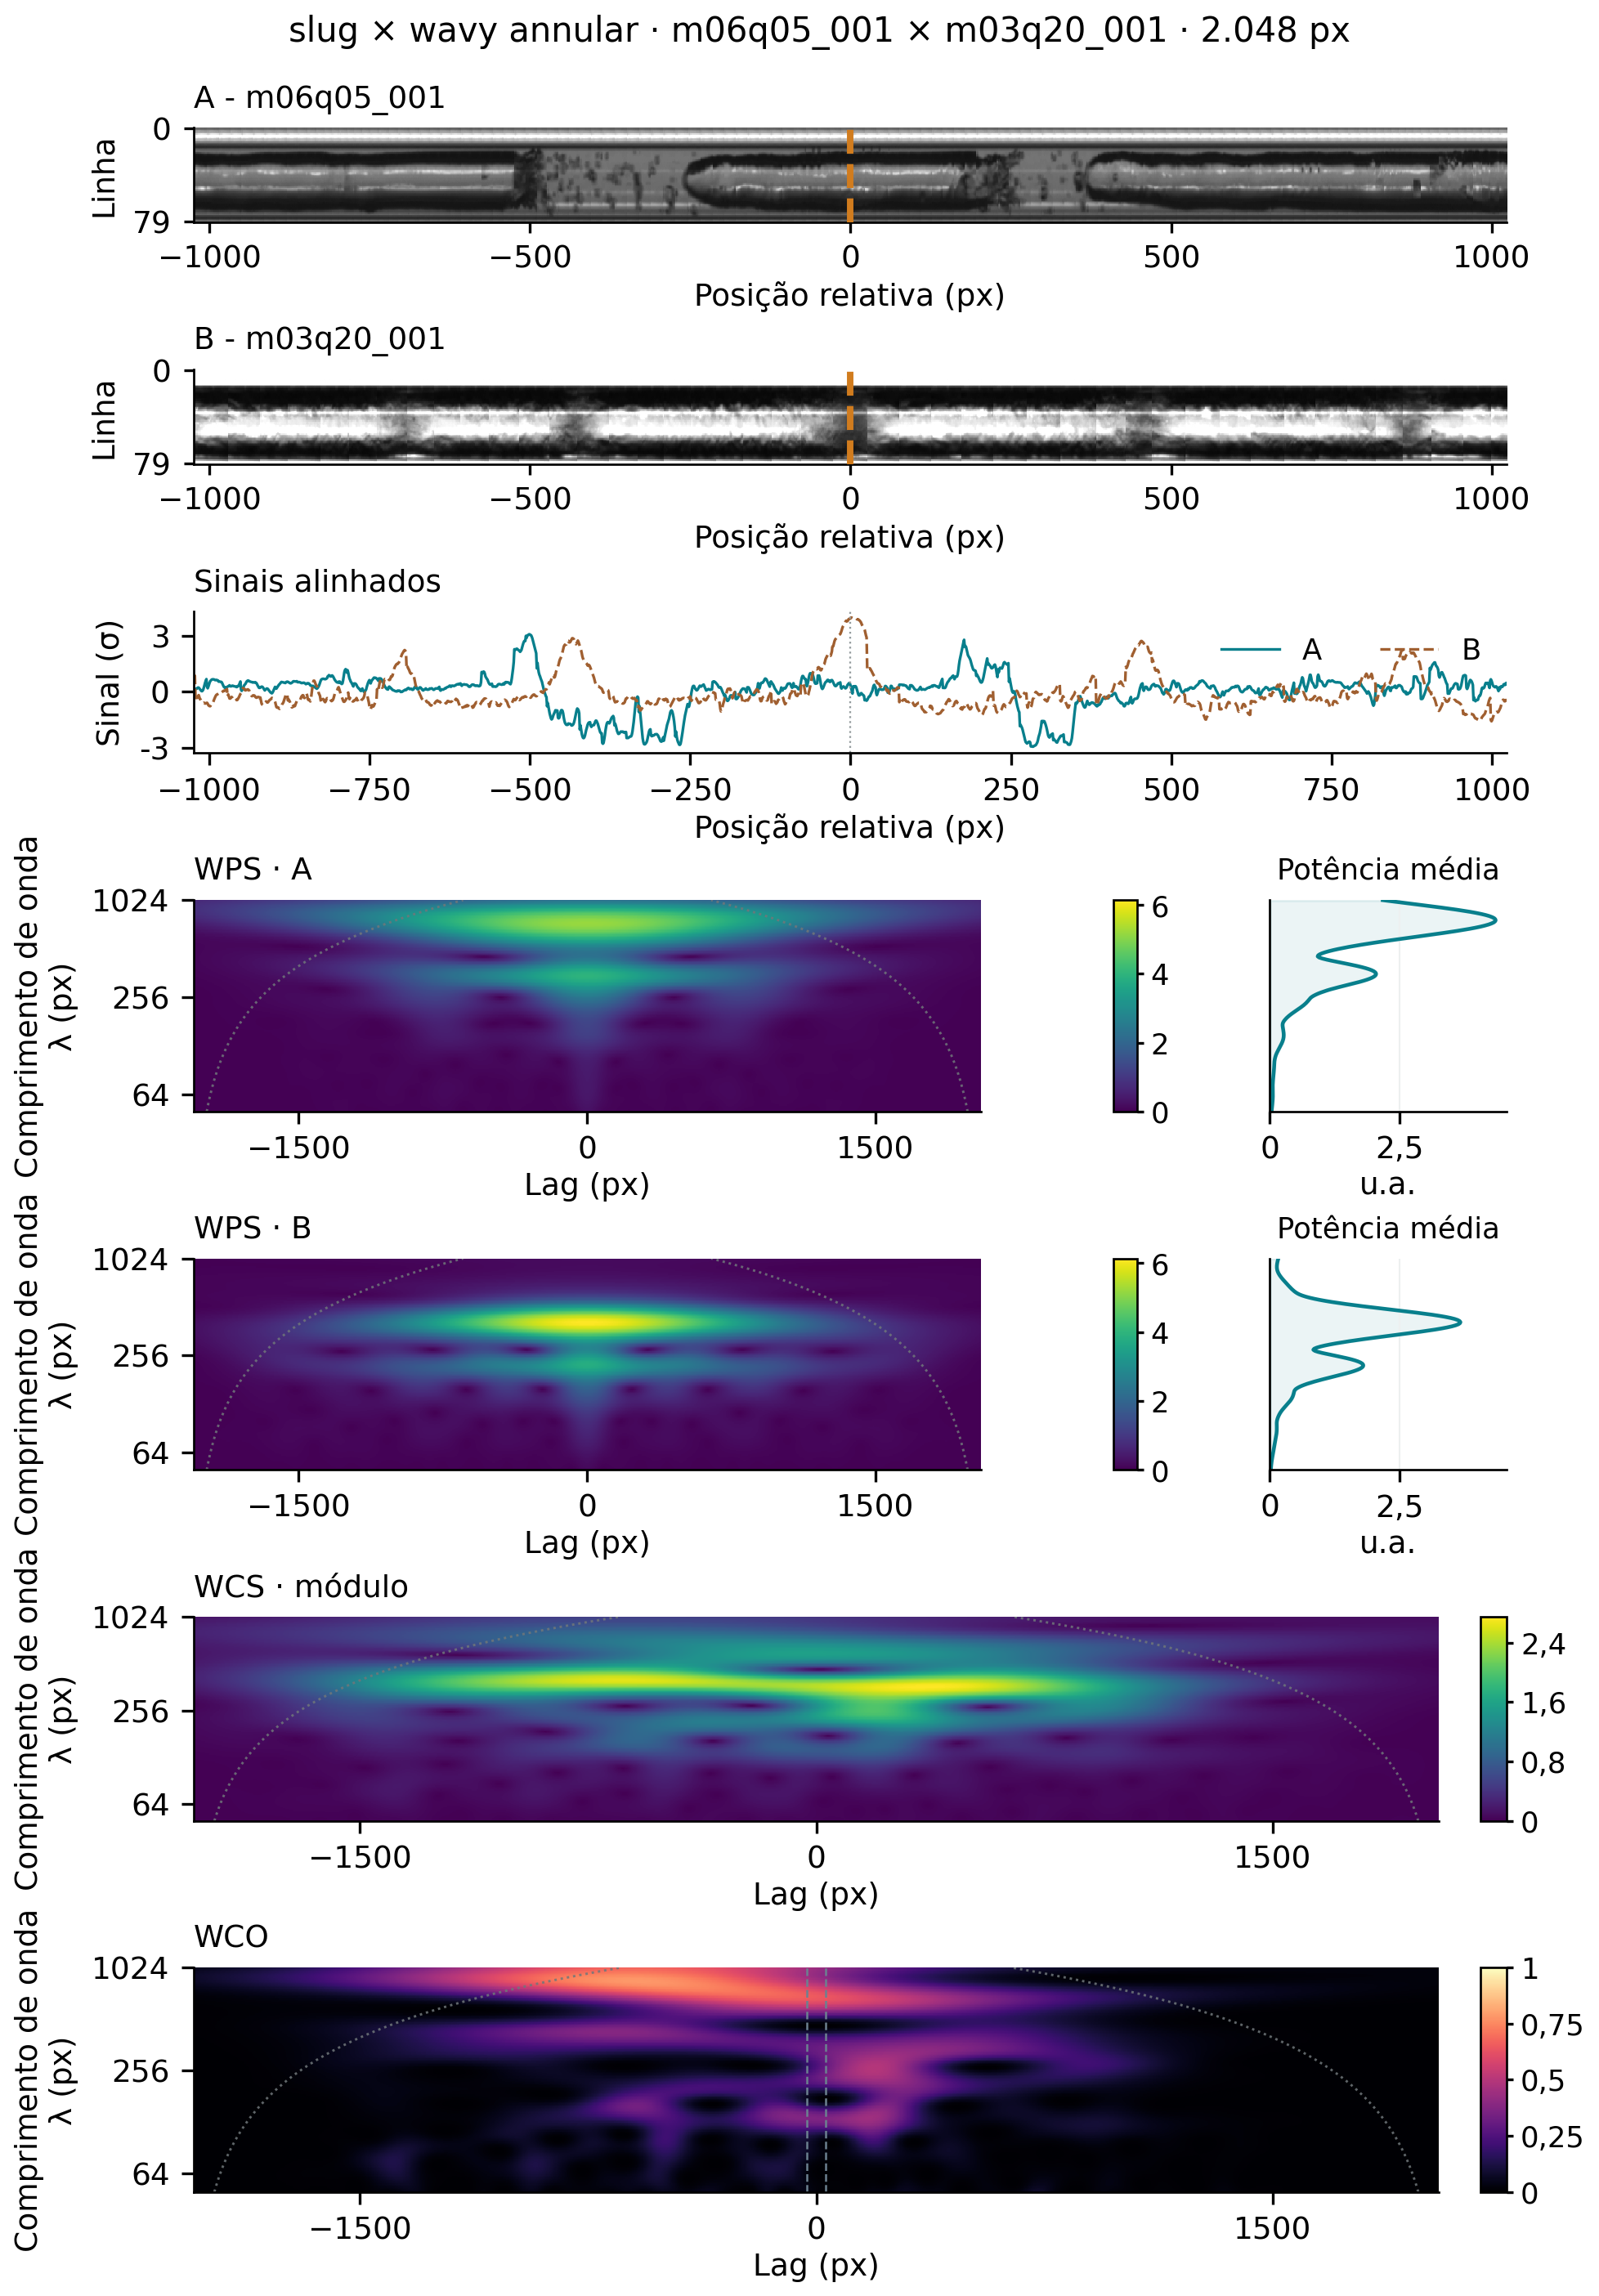 slug × wavy annular · m06q05_001 × m03q20_001 · 2.048 px
A - m06q05_001
Linha
0
79
−1000 −500 0 500 1000
Posição relativa (px)
B - m03q20_001
Linha
0
79
−1000 −500 0 500 1000
Posição relativa (px)
Sinais alinhados
Sinal (σ)
3
0
-3
A B
−1000 −750 −500 −250 0 250 500 750 1000
Posição relativa (px)
WPS · A
Comprimento de onda
λ (px)
1024
256
64
−1500 0 1500
Lag (px)
6
4
2
0
Potência média
0 2,5
u.a.
WPS · B
Comprimento de onda
λ (px)
1024
256
64
−1500 0 1500
Lag (px)
6
4
2
0
Potência média
0 2,5
u.a.
WCS · módulo
Comprimento de onda
λ (px)
1024
256
64
−1500 0 1500
Lag (px)
2,4
1,6
0,8
0
WCO
Comprimento de onda
λ (px)
1024
256
64
−1500 0 1500
Lag (px)
1
0,75
0,5
0,25
0